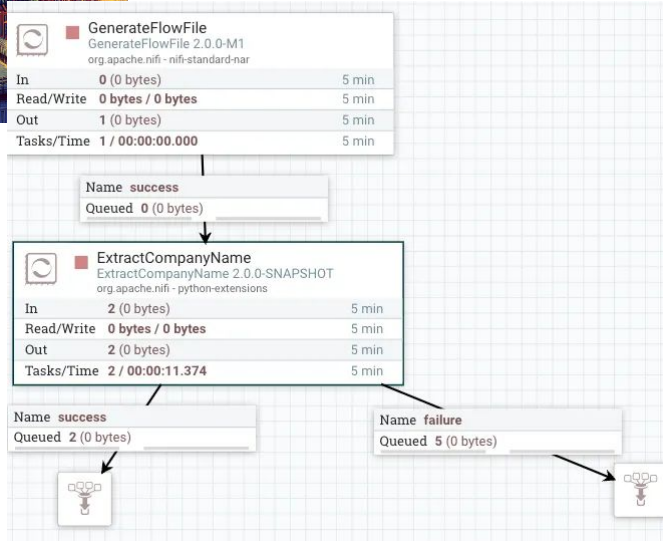 GenerateFlowFile
GenerateFlowFile 2.0.0-M1
org.apache.nifi - nifi-standard-nar
In 0 (0 bytes) 5 min
Read/Write 0 bytes / 0 bytes 5 min
Out 1 (0 bytes) 5 min
Tasks/Time 1 / 00:00:00.000 5 min
Name success
Queued 0 (0 bytes)
ExtractCompanyName
ExtractCompanyName 2.0.0-SNAPSHOT
org.apache.nifi - python-extensions
In 2 (0 bytes) 5 min
Read/Write 0 bytes / 0 bytes 5 min
Out 2 (0 bytes) 5 min
Tasks/Time 2 / 00:00:11.374 5 min
Name success
Queued 2 (0 bytes)
Name failure
Queued 5 (0 bytes)